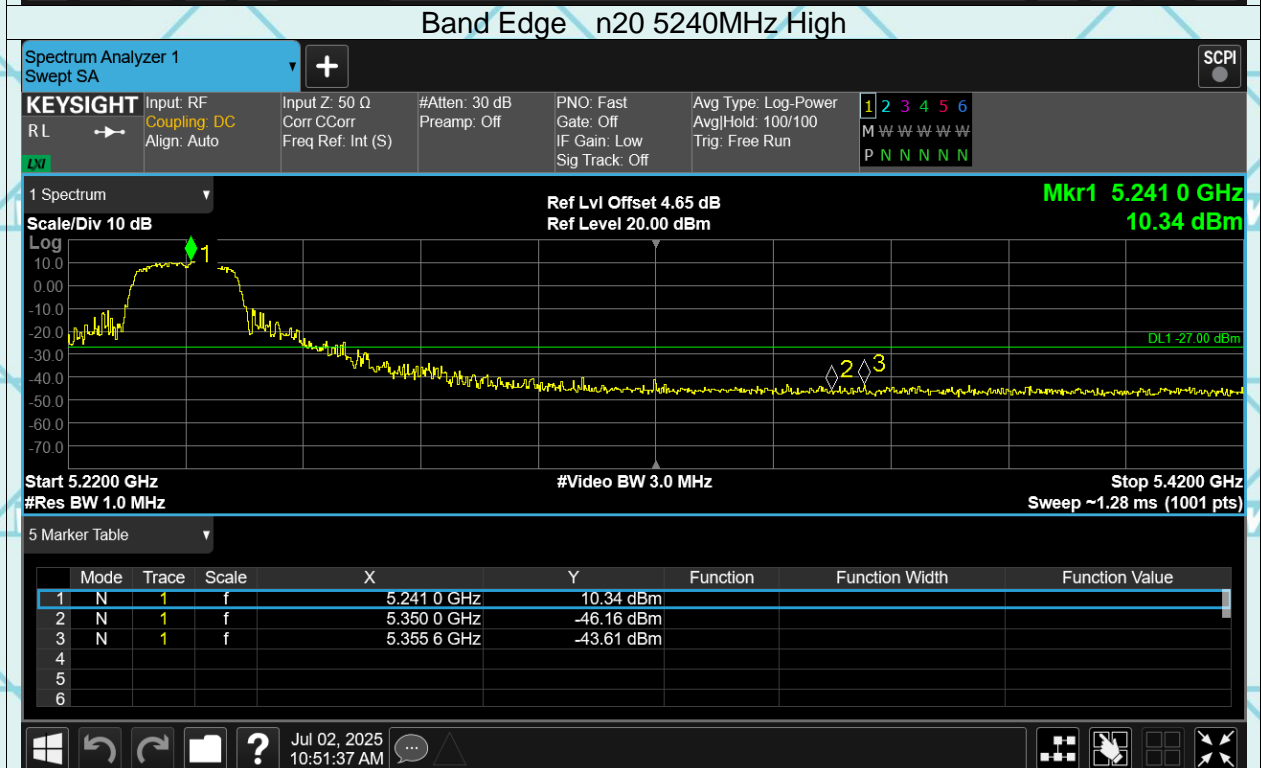 Band Edge n20 5240MHz High
Spectrum Analyzer 1
Swept SA
+
SCPI
KEYSIGHT
R L
LXI
Input: RF
Coupling: DC
Align: Auto
Input Z: 50 Ω
Corr CCorr
Freq Ref: Int (S)
#Atten: 30 dB
Preamp: Off
PNO: Fast
Gate: Off
IF Gain: Low
Sig Track: Off
Avg Type: Log-Power
Avg|Hold: 100/100
Trig: Free Run
1 2 3 4 5 6
M W W W W W
P N N N N N
1 Spectrum
Scale/Div 10 dB
Ref Lvl Offset 4.65 dB
Ref Level 20.00 dBm
Mkr1 5.241 0 GHz
10.34 dBm
Log
10.0
0.00
-10.0
-20.0
-30.0
-40.0
-50.0
-60.0
-70.0
1
2
3
DL1 -27.00 dBm
Start 5.2200 GHz
#Res BW 1.0 MHz
#Video BW 3.0 MHz
Stop 5.4200 GHz
Sweep ~1.28 ms (1001 pts)
5 Marker Table
Mode Trace Scale X Y Function Function Width Function Value
1 N 1 f 5.241 0 GHz 10.34 dBm
2 N 1 f 5.350 0 GHz -46.16 dBm
3 N 1 f 5.355 6 GHz -43.61 dBm
4
5
6
?
Jul 02, 2025
10:51:37 AM